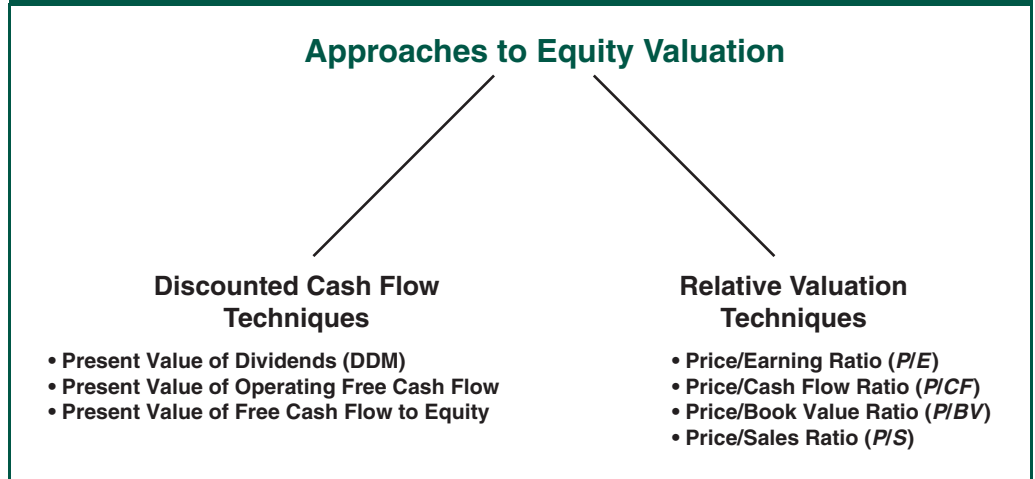 Approaches to Equity Valuation
Discounted Cash Flow
Techniques
• Present Value of Dividends (DDM)
• Present Value of Operating Free Cash Flow
• Present Value of Free Cash Flow to Equity
Relative Valuation
Techniques
• Price/Earning Ratio (P/E)
• Price/Cash Flow Ratio (P/CF)
• Price/Book Value Ratio (P/BV)
• Price/Sales Ratio (P/S)